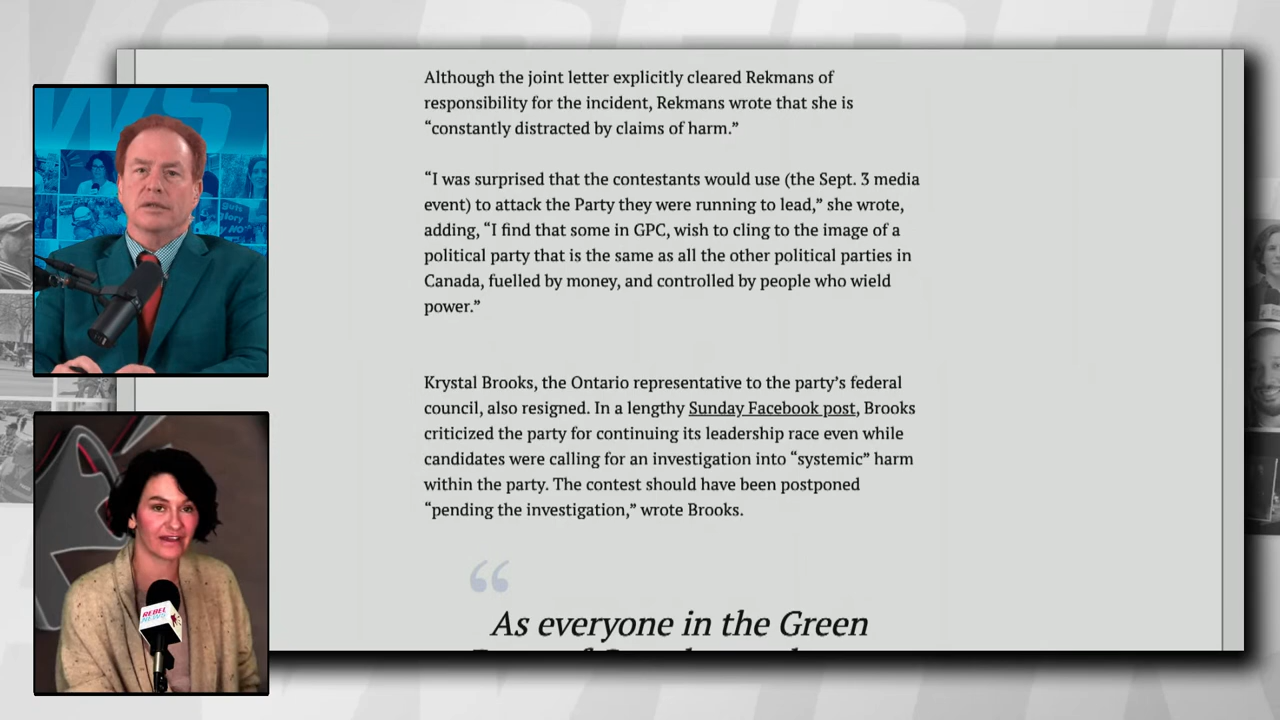 Although the joint letter explicitly cleared Rekmans of
responsibility for the incident, Rekmans wrote that she is
“constantly distracted by claims of harm.”
“I was surprised that the contestants would use (the Sept. 3 media
event) to attack the Party they were running to lead,” she wrote,
adding, “I find that some in GPC, wish to cling to the image of a
political party that is the same as all the other political parties in
Canada, fuelled by money, and controlled by people who wield
power.”
Krystal Brooks, the Ontario representative to the party’s federal
council, also resigned. In a lengthy Sunday Facebook post, Brooks
criticized the party for continuing its leadership race even while
candidates were calling for an investigation into “systemic” harm
within the party. The contest should have been postponed
“pending the investigation,” wrote Brooks.
“
As everyone in the Green
REBEL
NEWS